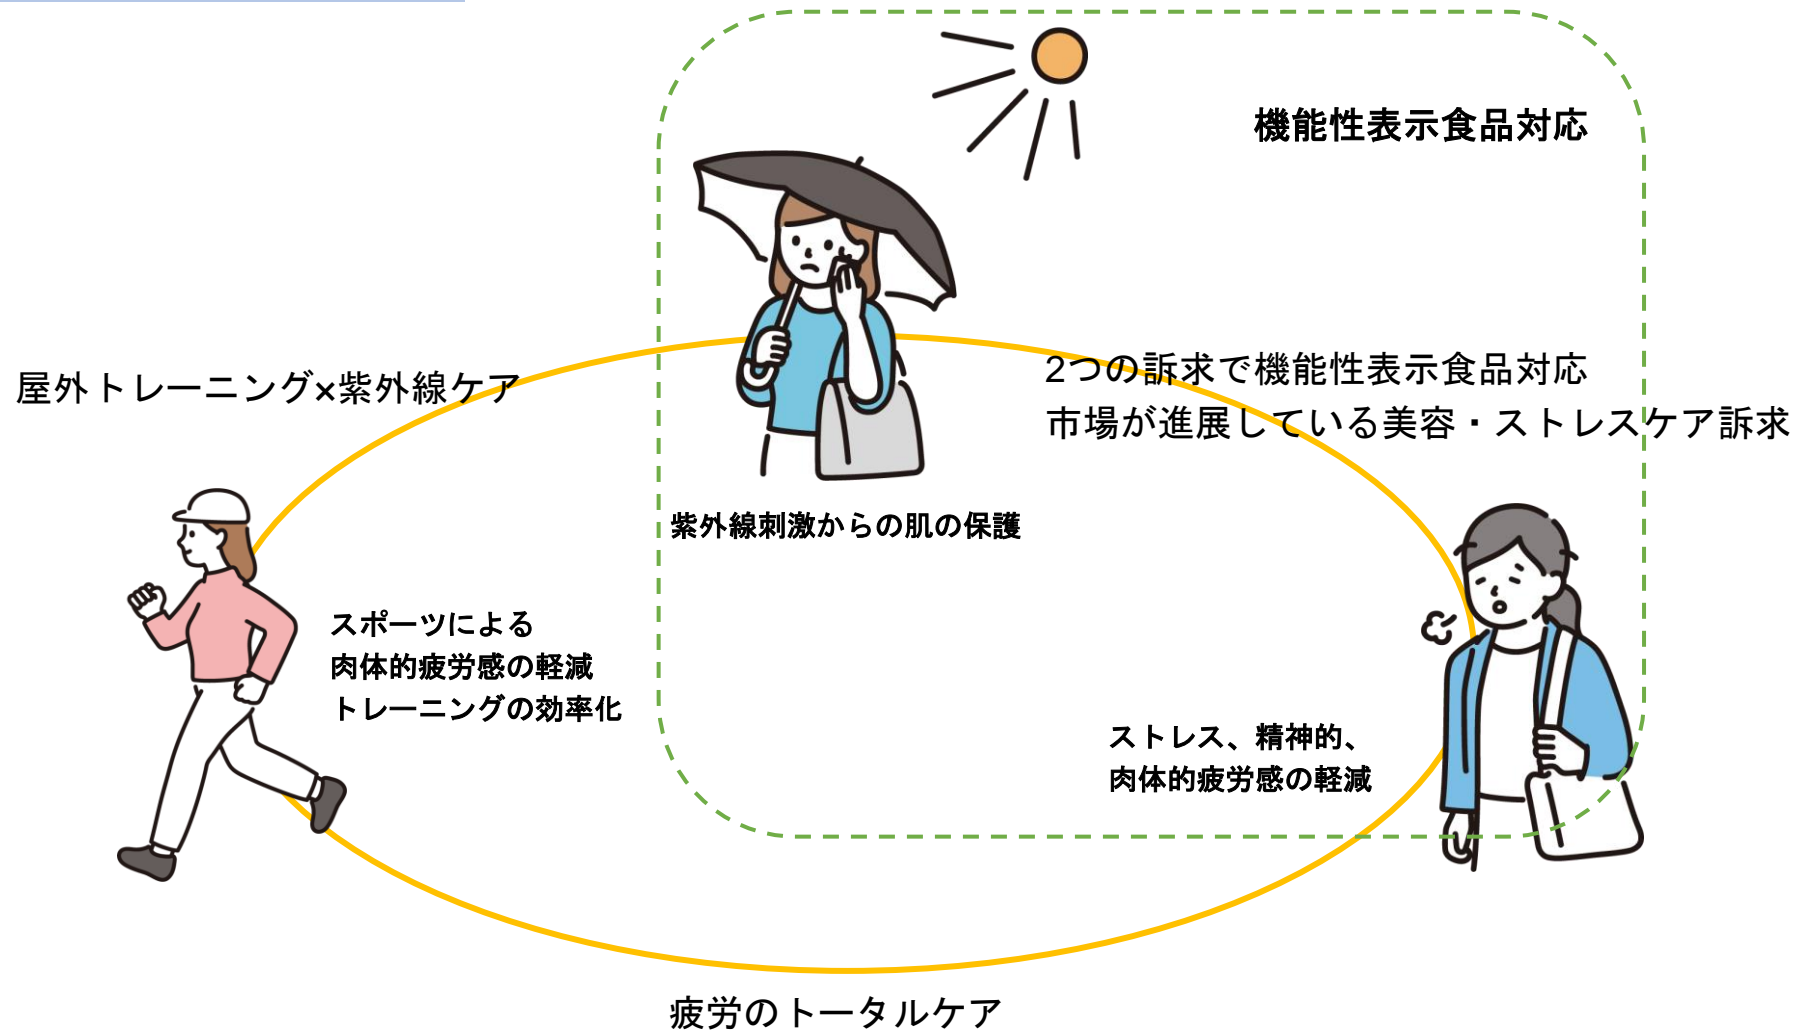 機能性表示食品対応
屋外トレーニング×紫外線ケア
2つの訴求で機能性表示食品対応
市場が進展している美容・ストレスケア訴求
紫外線刺激からの肌の保護
スポーツによる
肉体的疲労感の軽減
トレーニングの効率化
ストレス、精神的、
肉体的疲労感の軽減
疲労のトータルケア